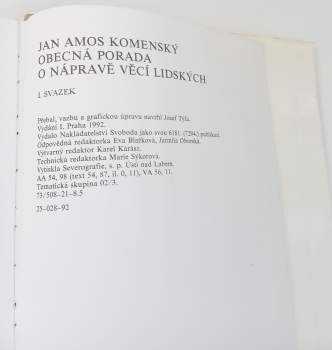 JAN AMOS KOMENSKÝ
OBECNÁ PORADA
O NÁPRAVĚ VĚCÍ LIDSKÝCH
I. SVAZEK
Přebal, vazbu a grafickou úpravu navrhl Josef Týfa.
Vydání 1. Praha 1992.
Vydalo Nakladatelství Svoboda jako svou 6181. (7294.) publikaci.
Odpovědná redaktorka Eva Blažková, Jarmila Oborská.
Výtvarný redaktor Karel Kárász.
Technická redaktorka Marie Sýkorová.
Vytiskla Severografie, s. p. Ústí nad Labem.
AA 54, 98 (text 54, 87, il. 0, 11), VA 56, 11.
Tematická skupina 02/3.
73/508-21-8.5
25-028-92